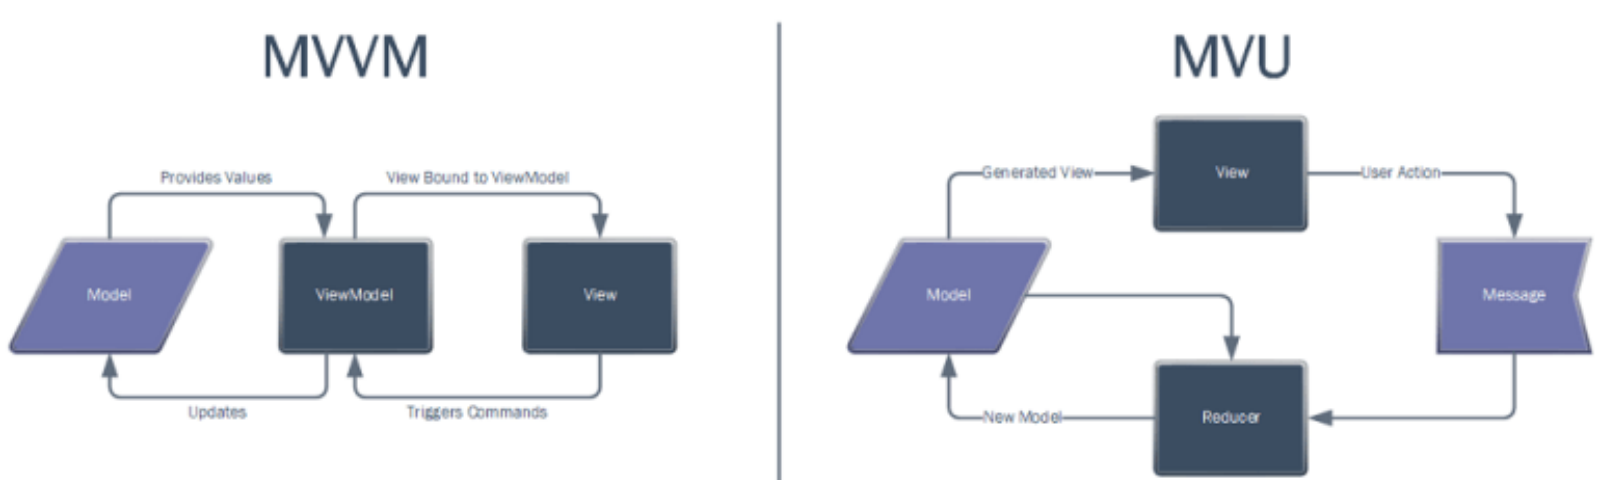 MVVM
Provides Values
View Bound to ViewModel
Model
ViewModel
View
Updates
Triggers Commands
MVU
Generated View
View
User Action
Model
Message
New Model
Reducer